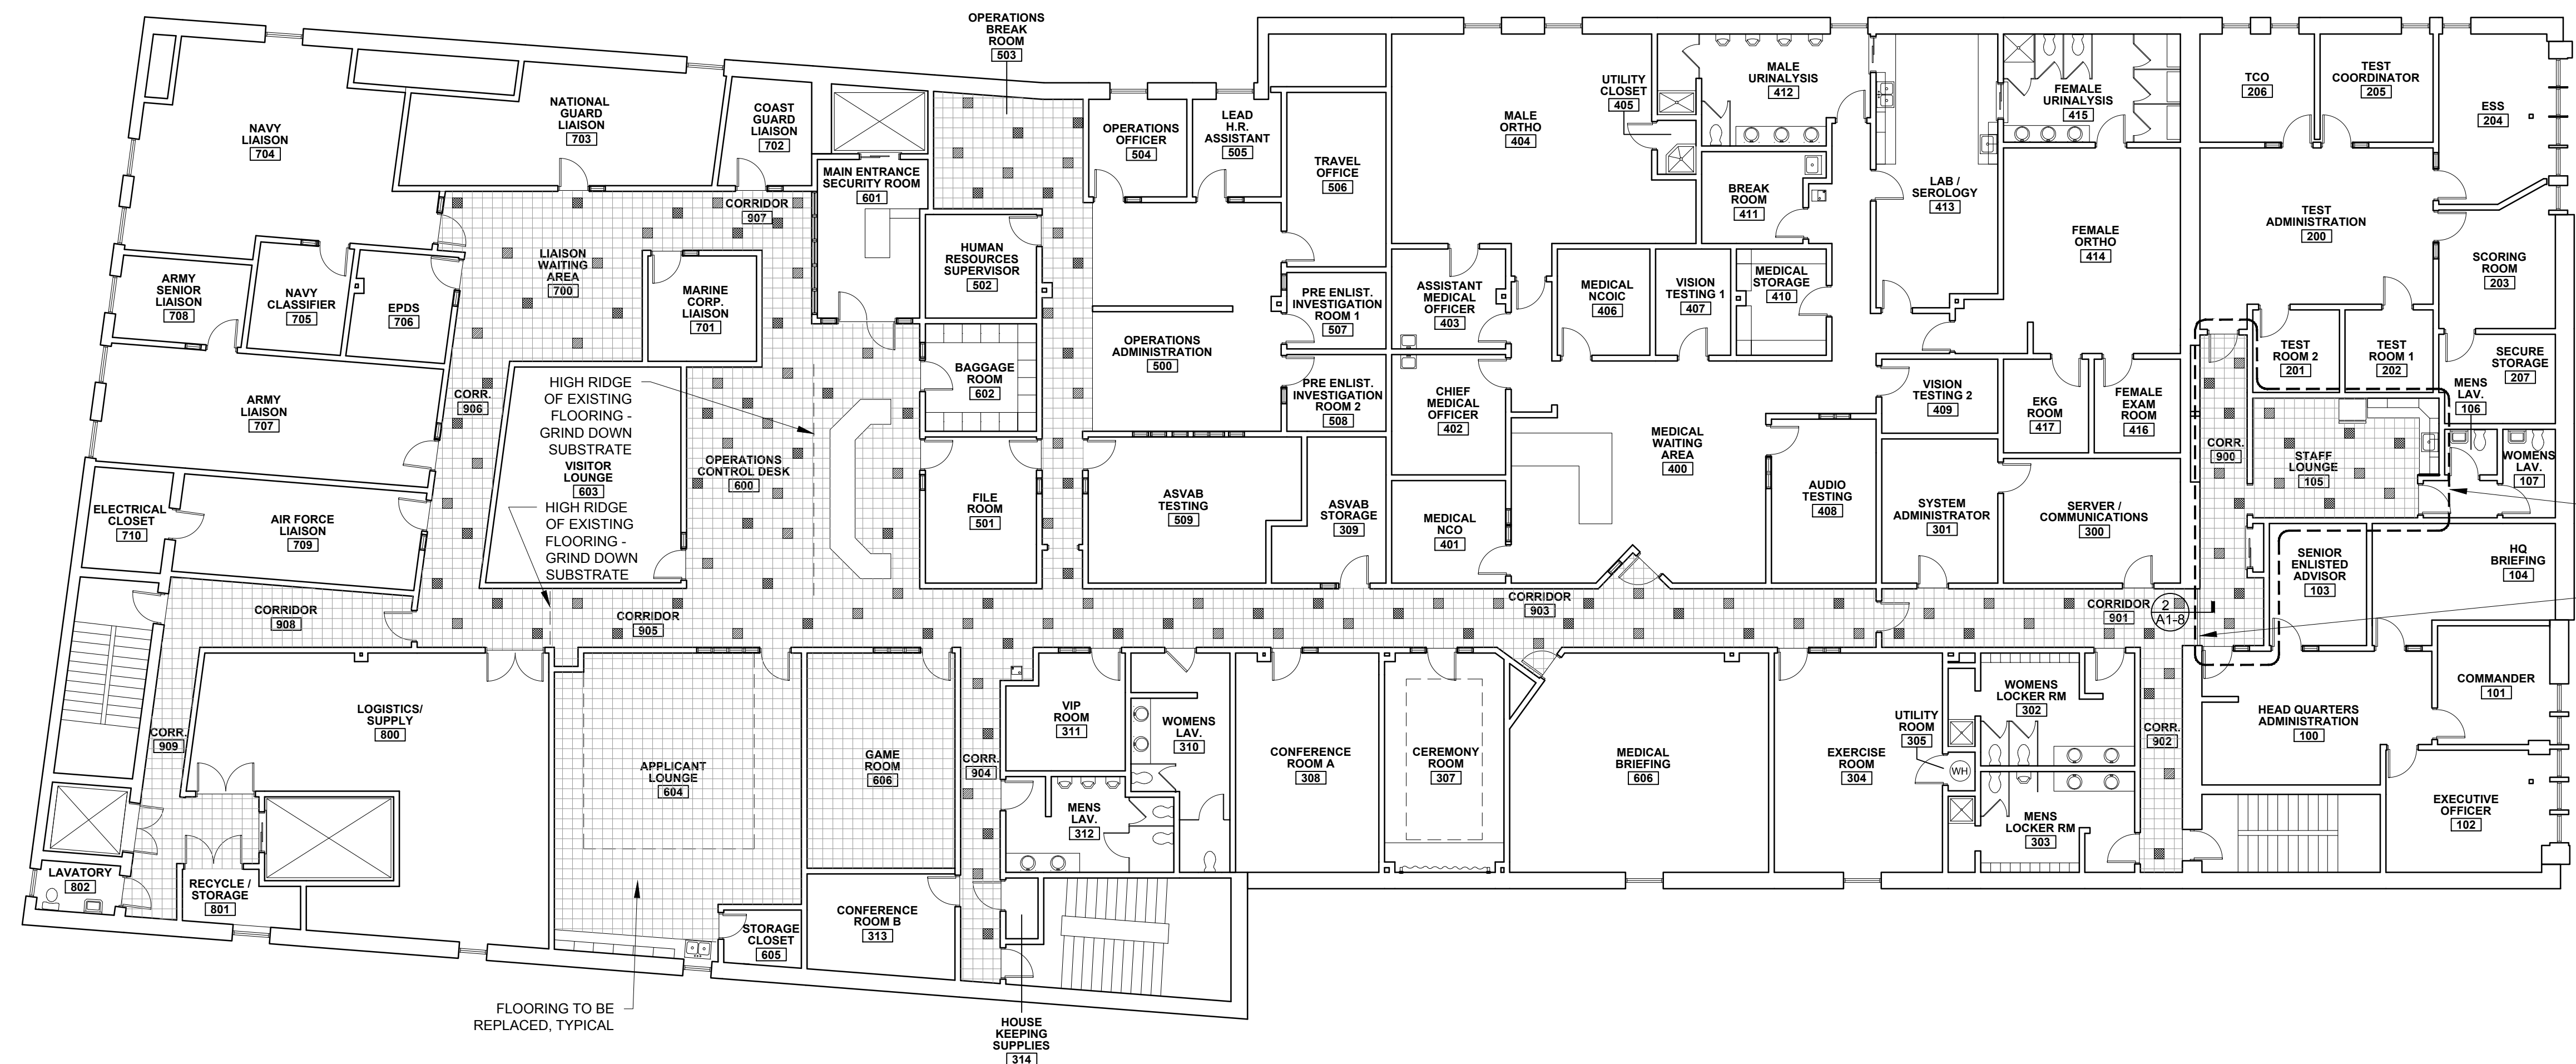 OPERATIONS
BREAK
ROOM
503
NAVY
LIAISON
704
NATIONAL
GUARD
LIAISON
703
COAST
GUARD
LIAISON
702
MAIN ENTRANCE
SECURITY ROOM
601
OPERATIONS
OFFICER
504
LEAD
H.R.
ASSISTANT
505
TRAVEL
OFFICE
506
MALE
ORTHO
404
UTILITY
CLOSET
405
MALE
URINALYSIS
412
BREAK
ROOM
411
LAB /
SEROLOGY
413
FEMALE
URINALYSIS
415
TCO
206
TEST
COORDINATOR
205
ESS
204
CORRIDOR
907
LIAISON
WAITING
AREA
700
ARMY
SENIOR
LIAISON
708
NAVY
CLASSIFIER
705
EPDS
706
MARINE
CORP.
LIAISON
701
HUMAN
RESOURCES
SUPERVISOR
502
PRE ENLIST.
INVESTIGATION
ROOM 1
507
ASSISTANT
MEDICAL
OFFICER
403
MEDICAL
NCOIC
406
VISION
TESTING 1
407
MEDICAL
STORAGE
410
FEMALE
ORTHO
414
TEST
ADMINISTRATION
200
SCORING
ROOM
203
ARMY
LIAISON
707
CORR.
906
HIGH RIDGE
OF EXISTING
FLOORING -
GRIND DOWN
SUBSTRATE
VISITOR
LOUNGE
603
HIGH RIDGE
OF EXISTING
FLOORING -
GRIND DOWN
SUBSTRATE
OPERATIONS
CONTROL DESK
600
BAGGAGE
ROOM
602
OPERATIONS
ADMINISTRATION
500
PRE ENLIST.
INVESTIGATION
ROOM 2
508
CHIEF
MEDICAL
OFFICER
402
MEDICAL
WAITING
AREA
400
VISION
TESTING 2
409
EKG
ROOM
417
FEMALE
EXAM
ROOM
416
TEST
ROOM 2
201
TEST
ROOM 1
202
SECURE
STORAGE
207
MENS
LAV.
106
WOMENS
LAV.
107
CORR.
900
STAFF
LOUNGE
105
ELECTRICAL
CLOSET
710
AIR FORCE
LIAISON
709
FILE
ROOM
501
ASVAB
TESTING
509
ASVAB
STORAGE
309
MEDICAL
NCO
401
AUDIO
TESTING
408
SYSTEM
ADMINISTRATOR
301
SERVER /
COMMUNICATIONS
300
SENIOR
ENLISTED
ADVISOR
103
HQ
BRIEFING
104
CORRIDOR
908
CORRIDOR
905
CORRIDOR
903
CORRIDOR
901
2
A1-8
CORR.
909
LOGISTICS/
SUPPLY
800
APPLICANT
LOUNGE
604
GAME
ROOM
606
CORR.
904
VIP
ROOM
311
WOMENS
LAV.
310
MENS
LAV.
312
CONFERENCE
ROOM A
308
CEREMONY
ROOM
307
MEDICAL
BRIEFING
606
EXERCISE
ROOM
304
UTILITY
ROOM
305
WH
WOMENS
LOCKER RM
302
MENS
LOCKER RM
303
CORR.
902
HEAD QUARTERS
ADMINISTRATION
100
COMMANDER
101
EXECUTIVE
OFFICER
102
LAVATORY
802
RECYCLE /
STORAGE
801
STORAGE
CLOSET
605
CONFERENCE
ROOM B
313
FLOORING TO BE
REPLACED, TYPICAL
HOUSE
KEEPING
SUPPLIES
314